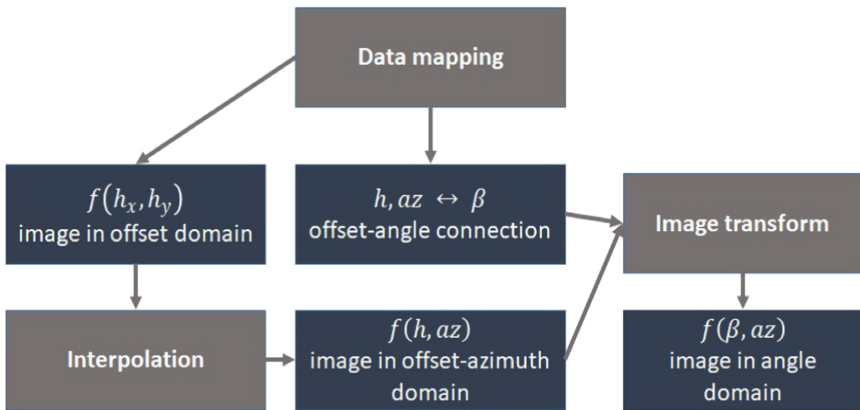 Data mapping
f(hₓ, h_y)
image in offset domain
h, az ↔ β
offset-angle connection
Image transform
Interpolation
f(h, az)
image in offset-azimuth
domain
f(β, az)
image in angle
domain